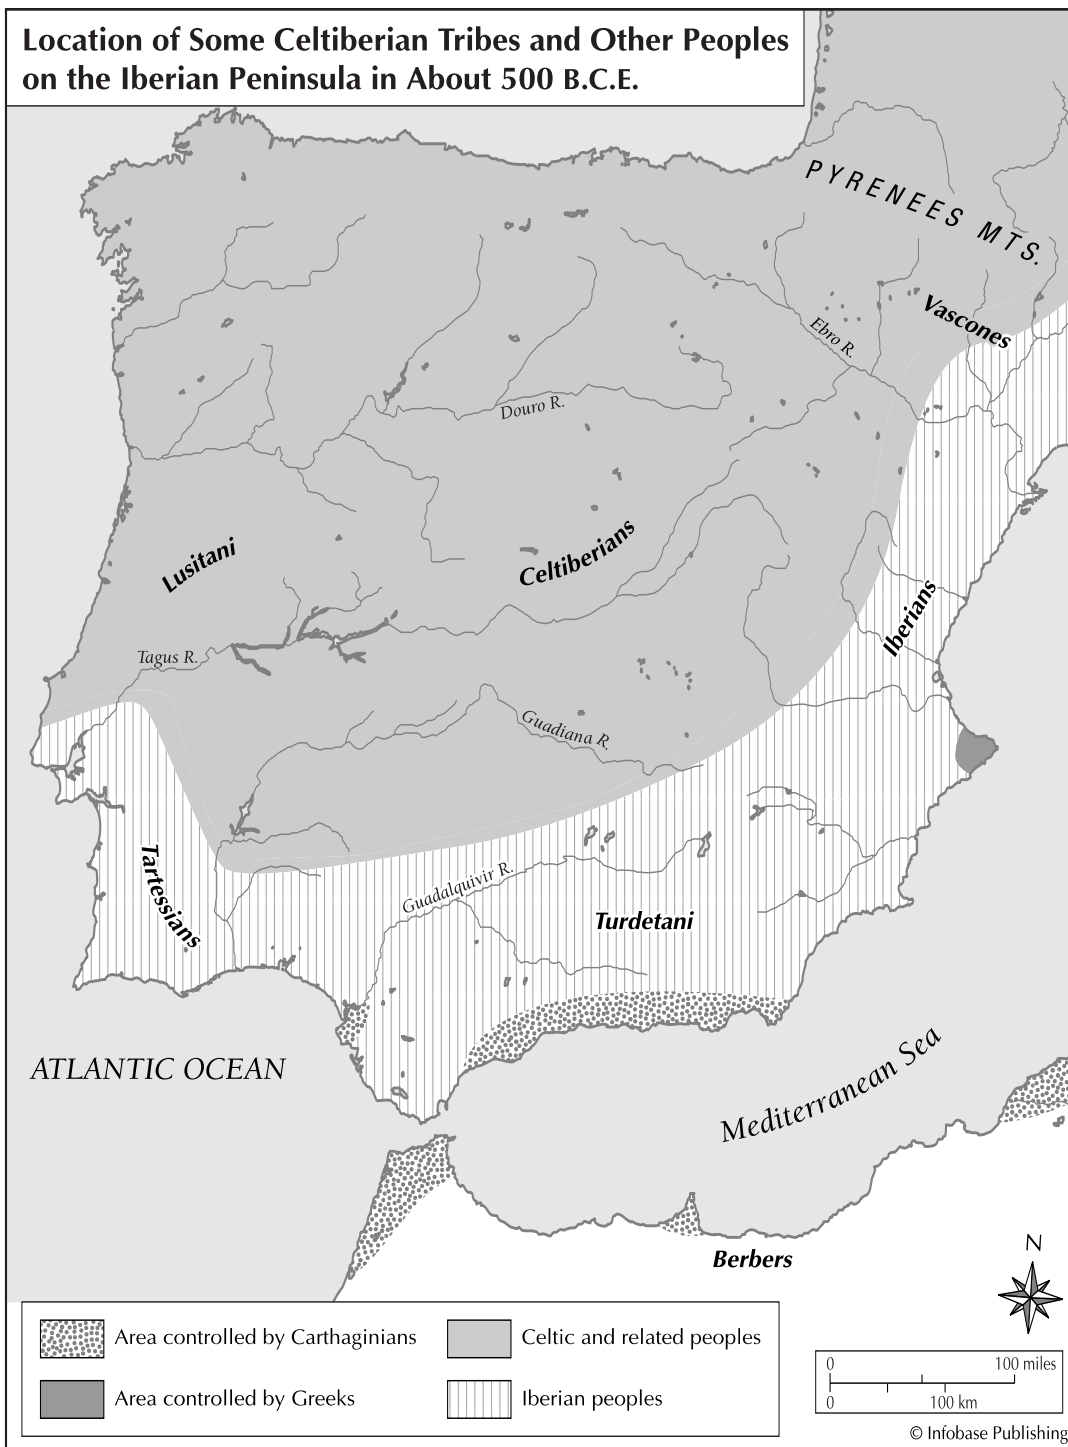 Location of Some Celtiberian Tribes and Other Peoples
on the Iberian Peninsula in About 500 B.C.E.
PYRENEES MTS.
Vascones
Ebro R.
Douro R.
Lusitani
Celtiberians
Iberians
Tagus R.
Guadiana R.
Tartessians
Guadalquivir R.
Turdetani
ATLANTIC OCEAN
Mediterranean Sea
Berbers
N
Area controlled by Carthaginians
Celtic and related peoples
Area controlled by Greeks
Iberian peoples
0 100 miles
0 100 km
© Infobase Publishing